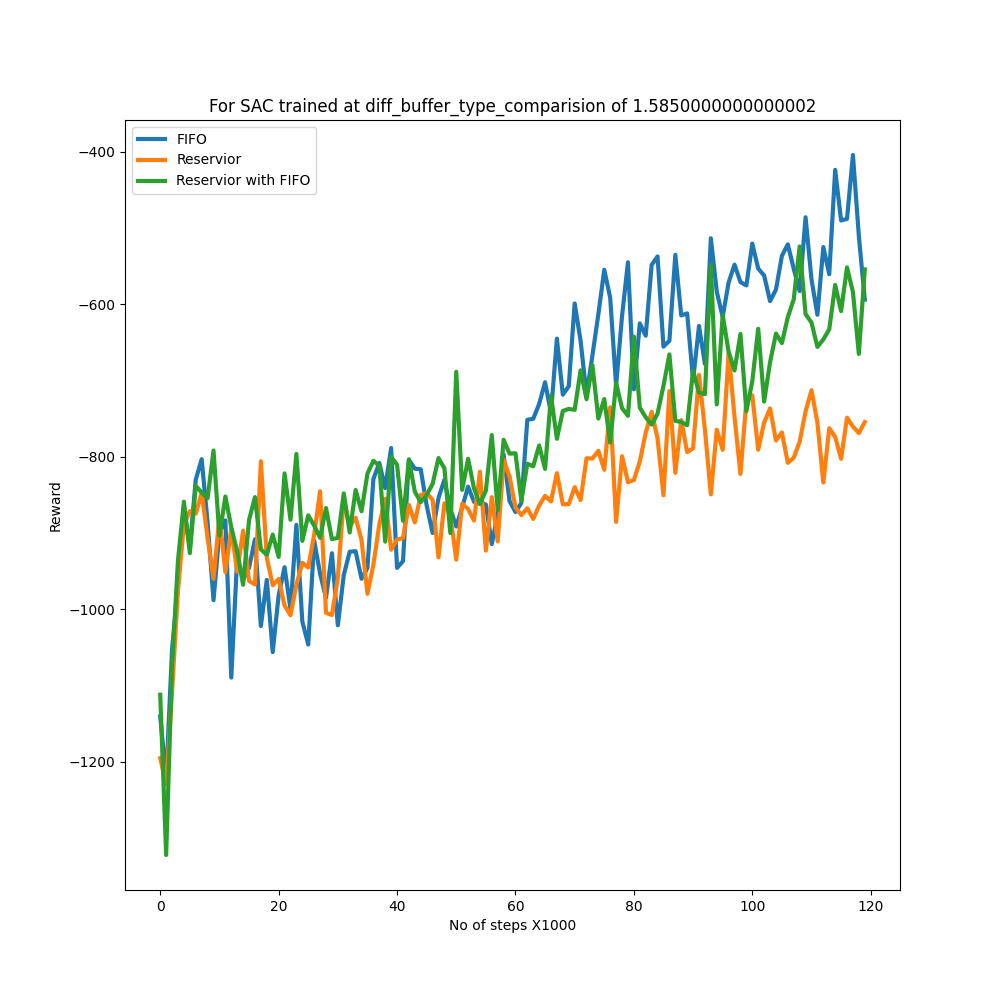 For SAC trained at diff_buffer_type_comparision of 1.5850000000000002
FIFO
Reservior
Reservior with FIFO
−400
−600
−800
−1000
−1200
Reward
0 20 40 60 80 100 120
No of steps X1000